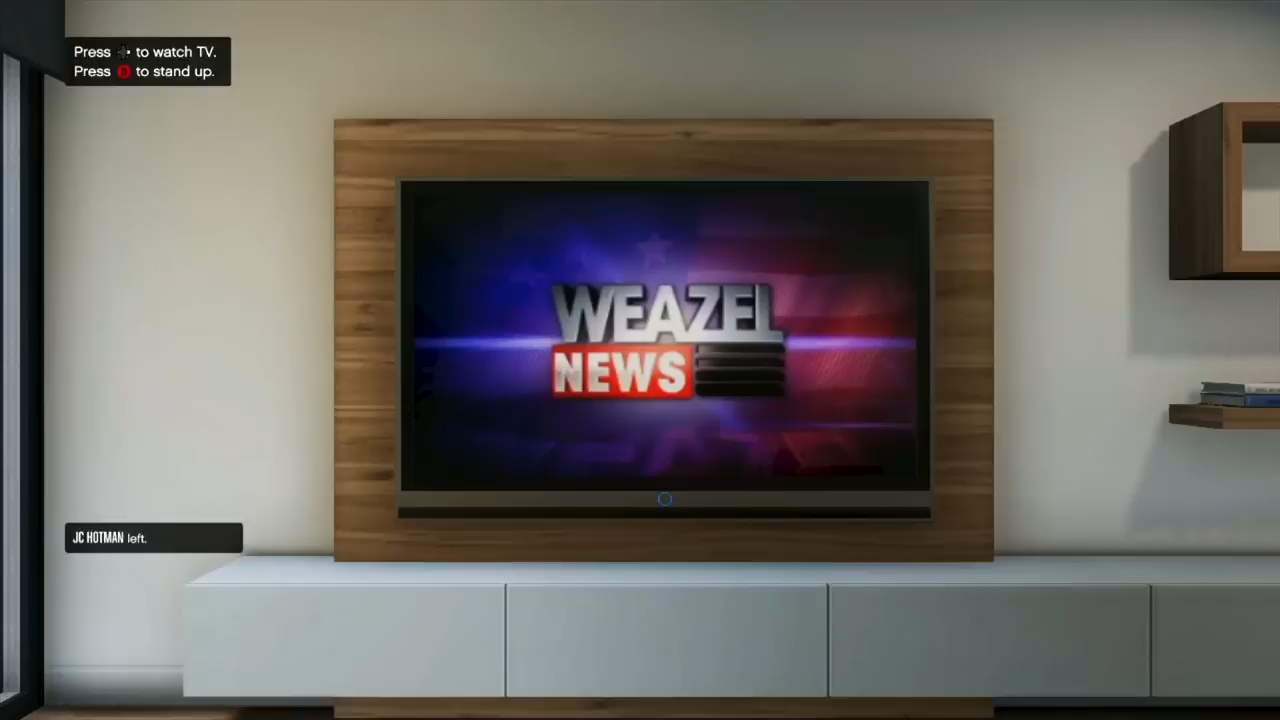 Press to watch TV.
Press B to stand up.
WEAZEL
NEWS
JC HOTMAN left.